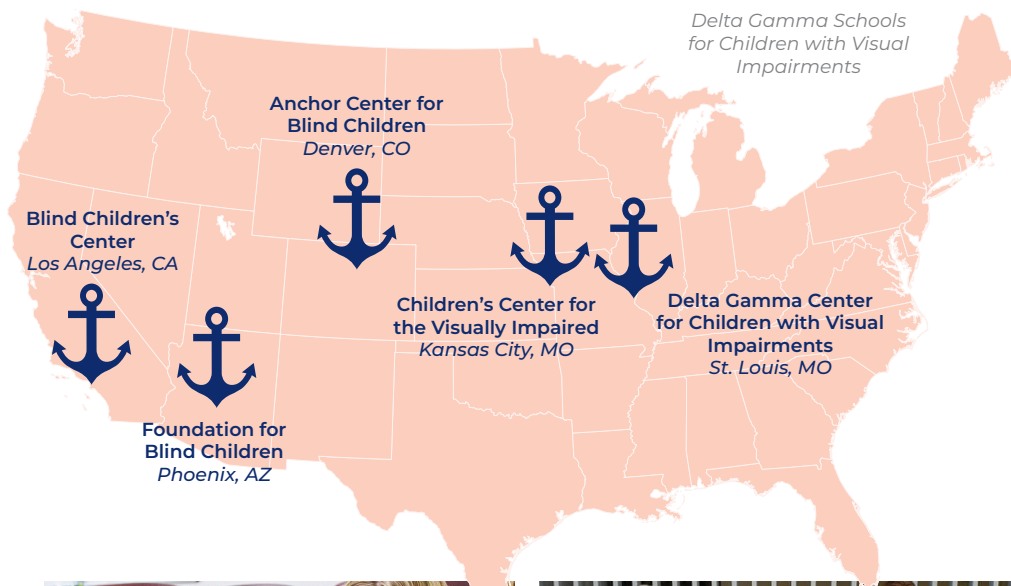 Delta Gamma Schools
for Children with Visual
Impairments
Anchor Center for
Blind Children
Denver, CO
Blind Children’s
Center
Los Angeles, CA
Children’s Center for
the Visually Impaired
Kansas City, MO
Delta Gamma Center
for Children with Visual
Impairments
St. Louis, MO
Foundation for
Blind Children
Phoenix, AZ